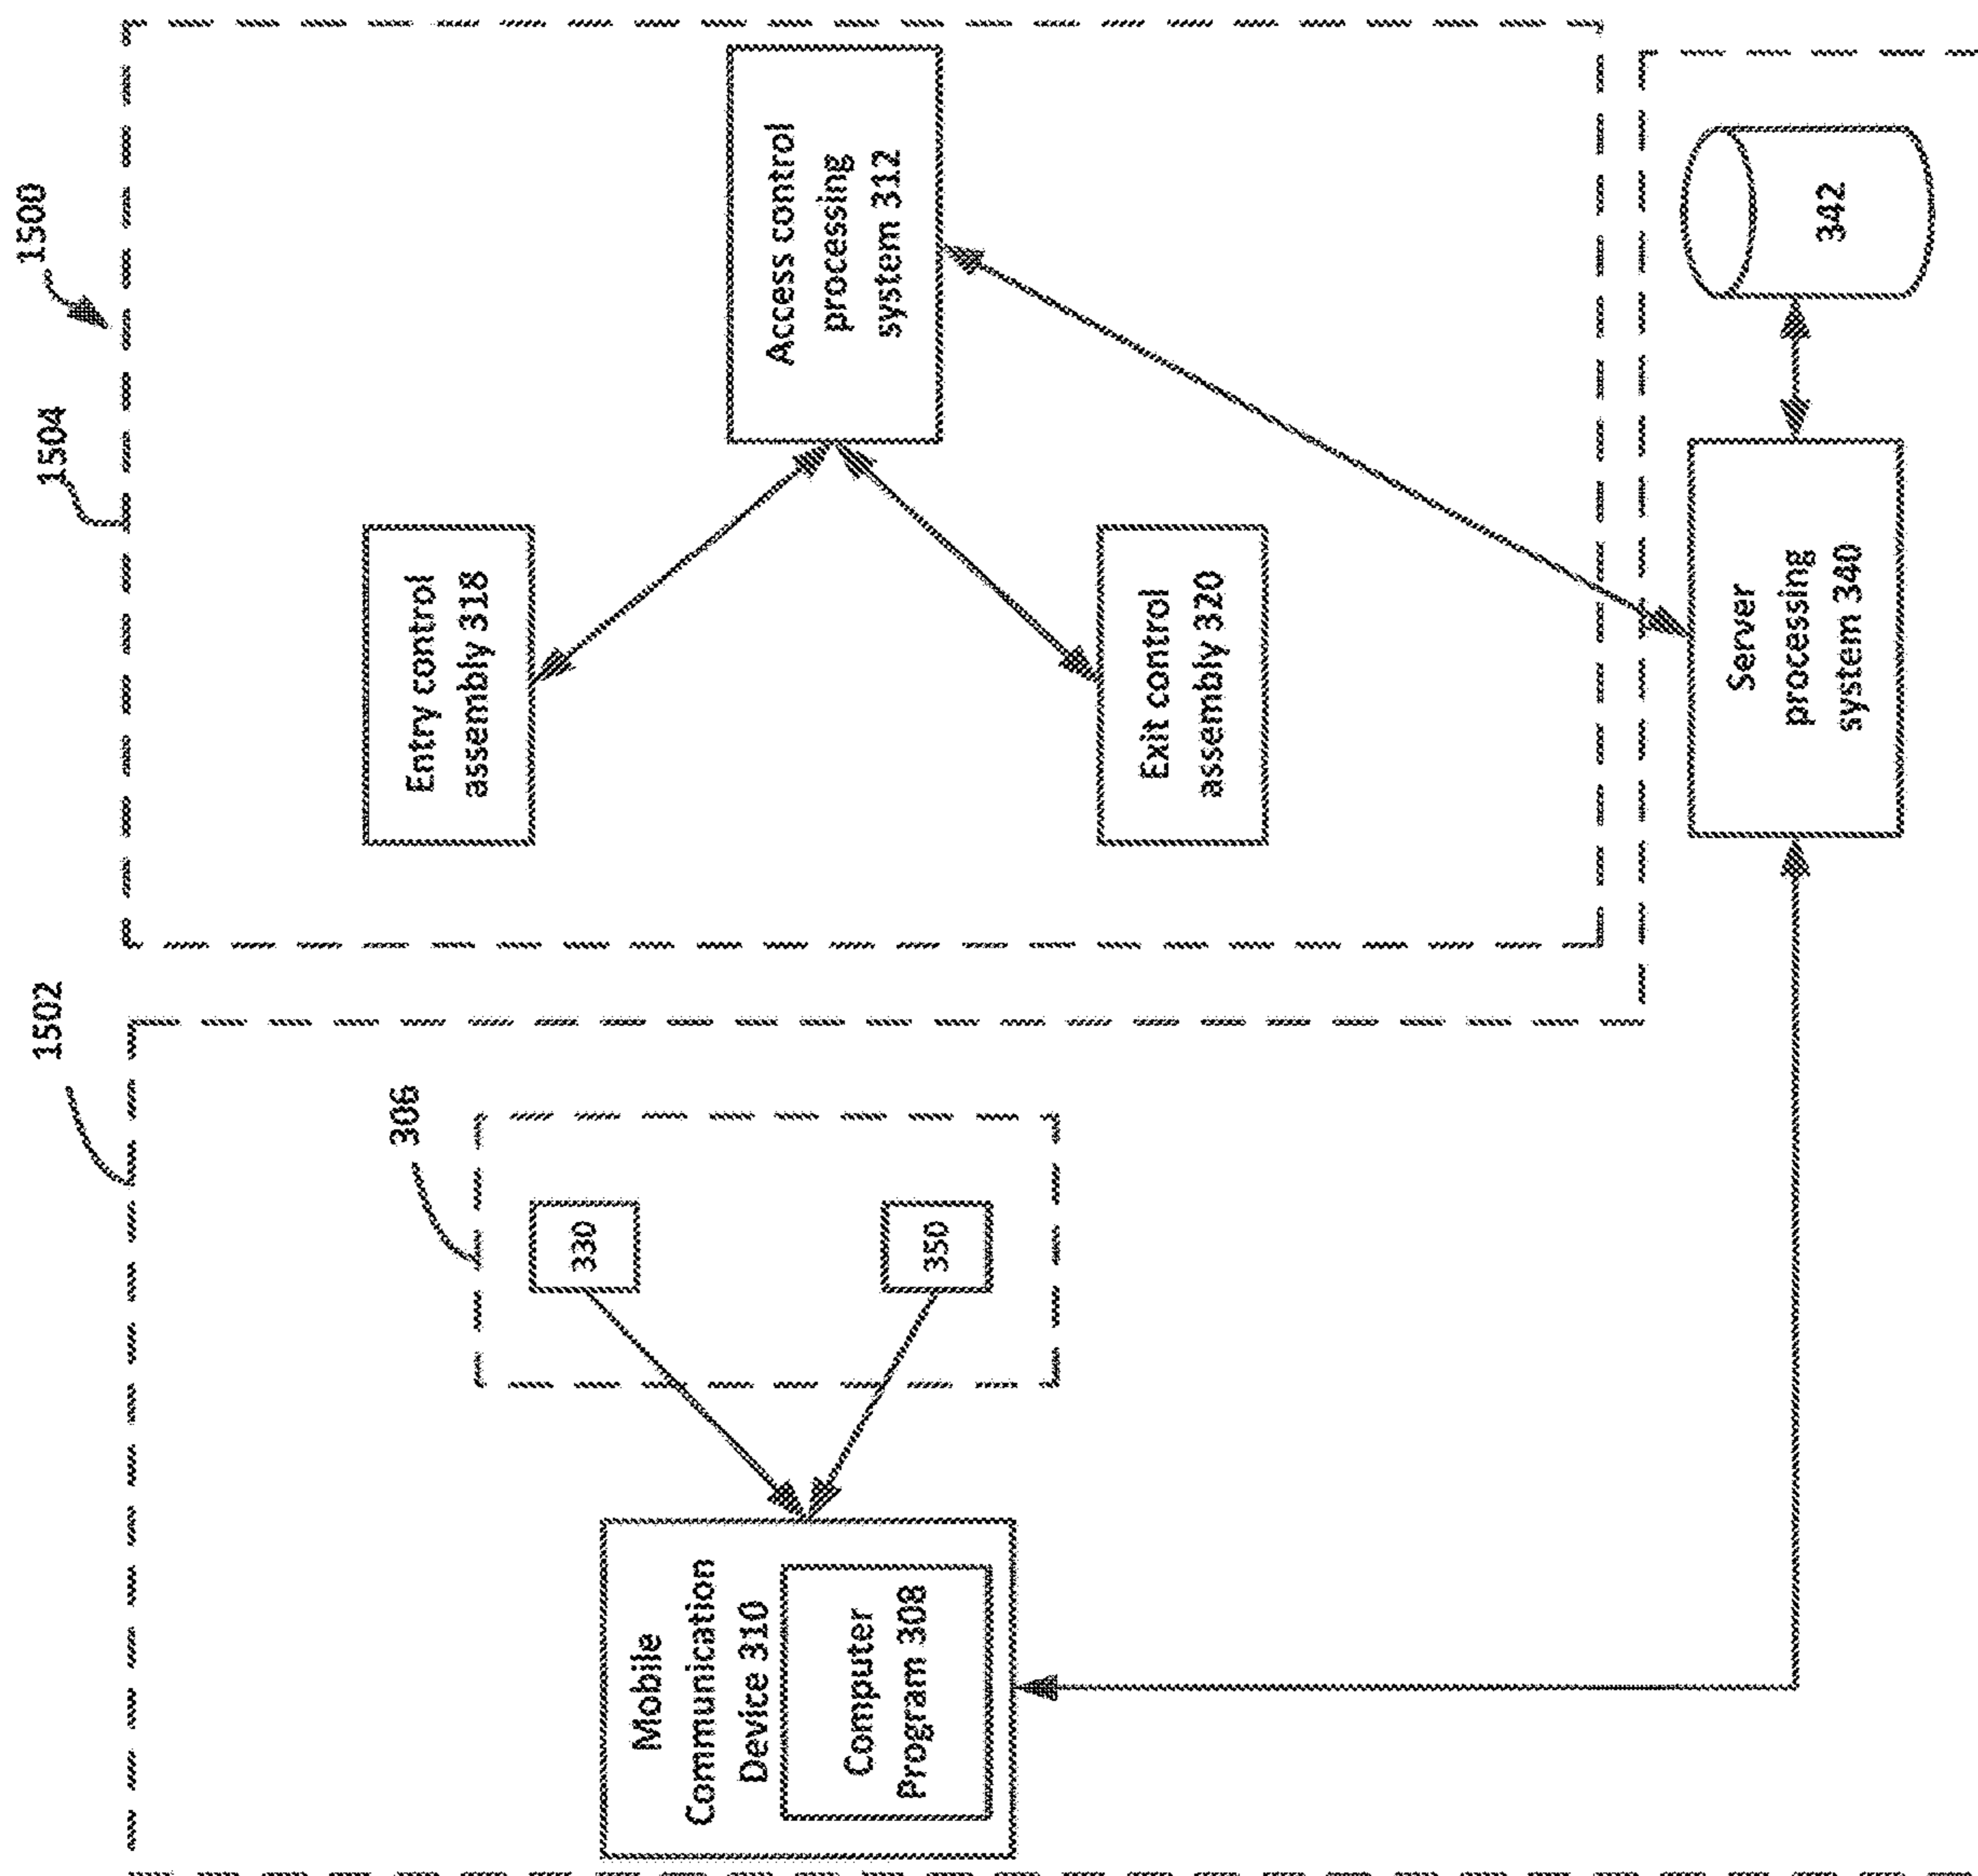 1500
1504
1502
306
Entry control
assembly 318
Access control
processing
system 312
Exit control
assembly 320
330
350
Mobile
Communication
Device 310
Computer
Program 308
Server
processing
system 340
342